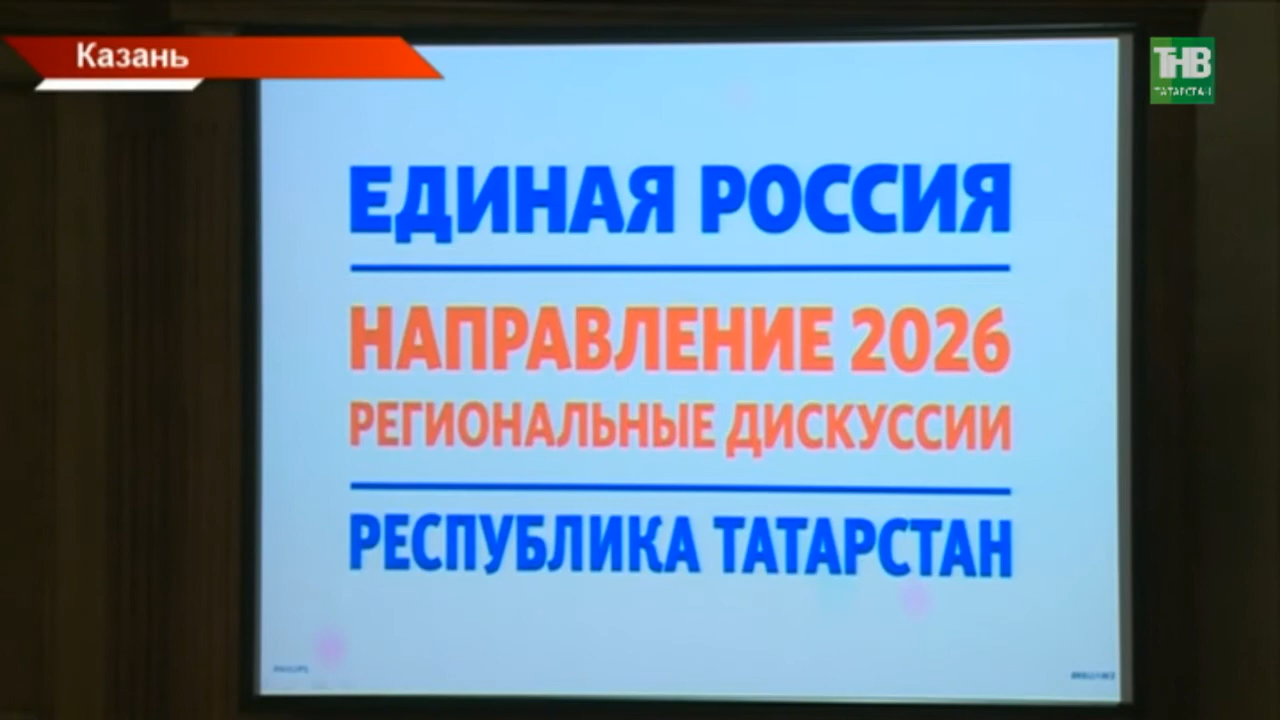 Казань
ТНВ
ТАТАРСТАН
ЕДИНАЯ РОССИЯ
НАПРАВЛЕНИЕ 2026
РЕГИОНАЛЬНЫЕ ДИСКУССИИ
РЕСПУБЛИКА ТАТАРСТАН